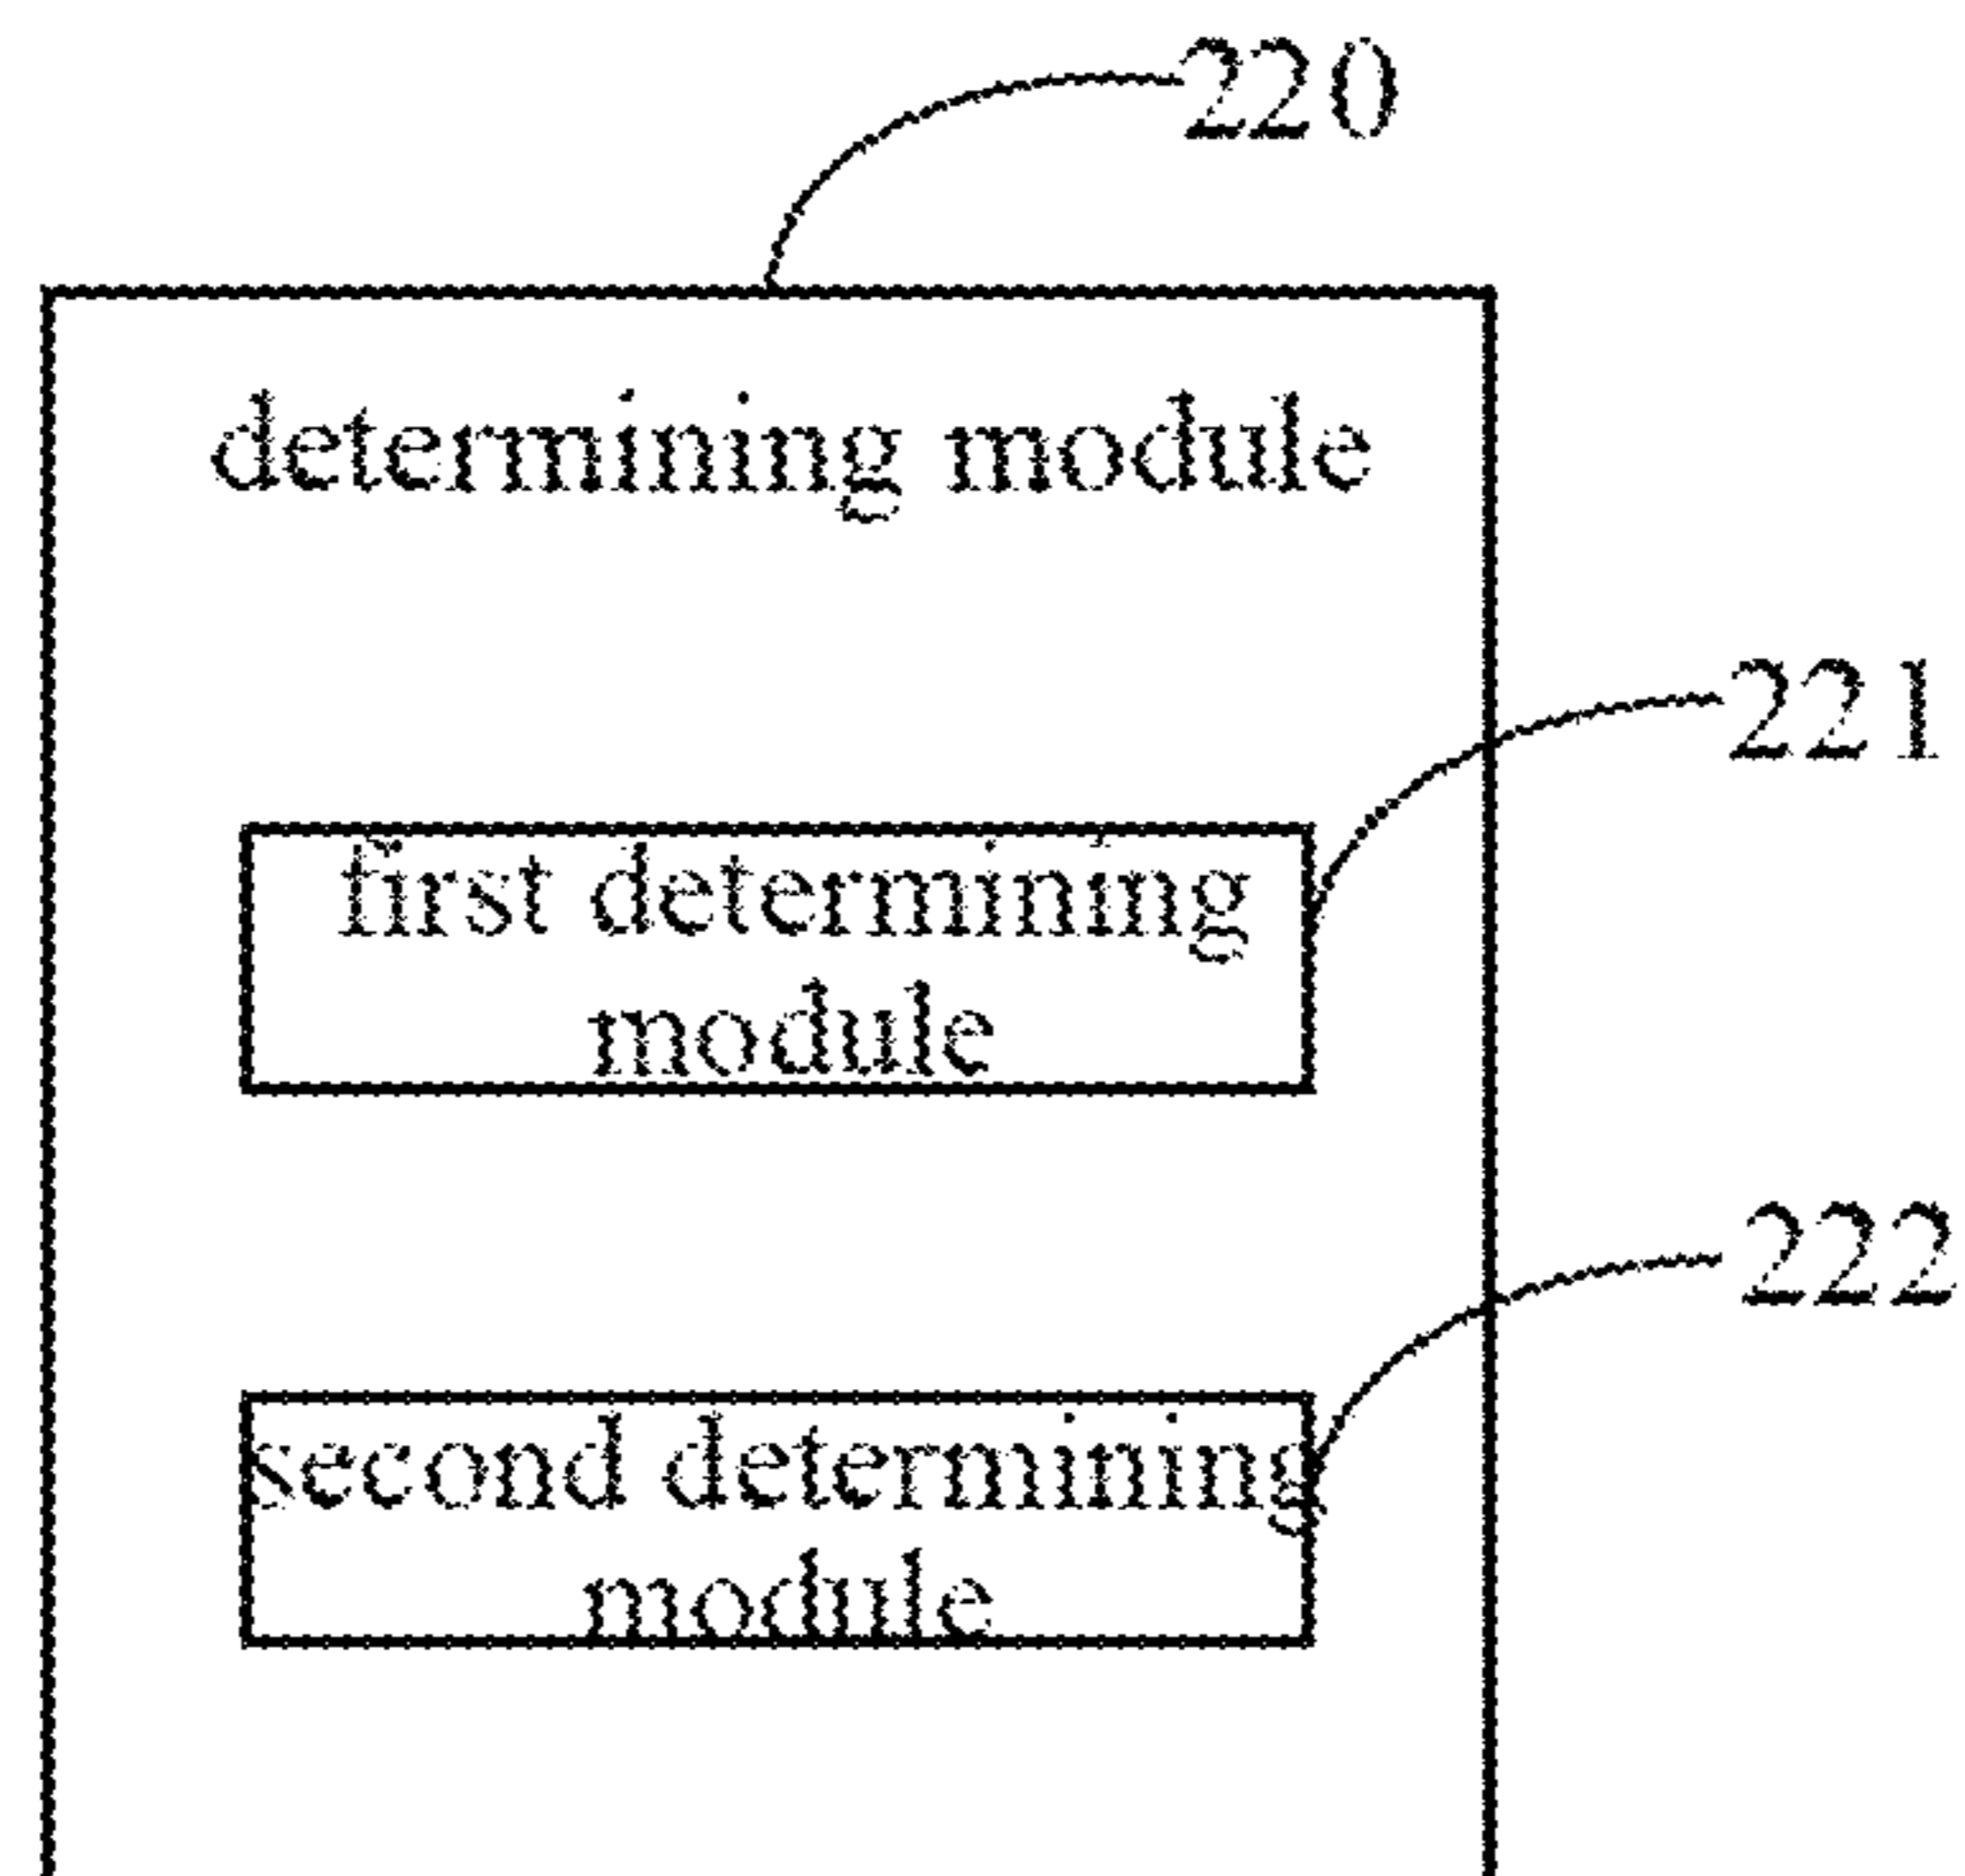 220
determining module
221
first determining
module
222
second determining
module